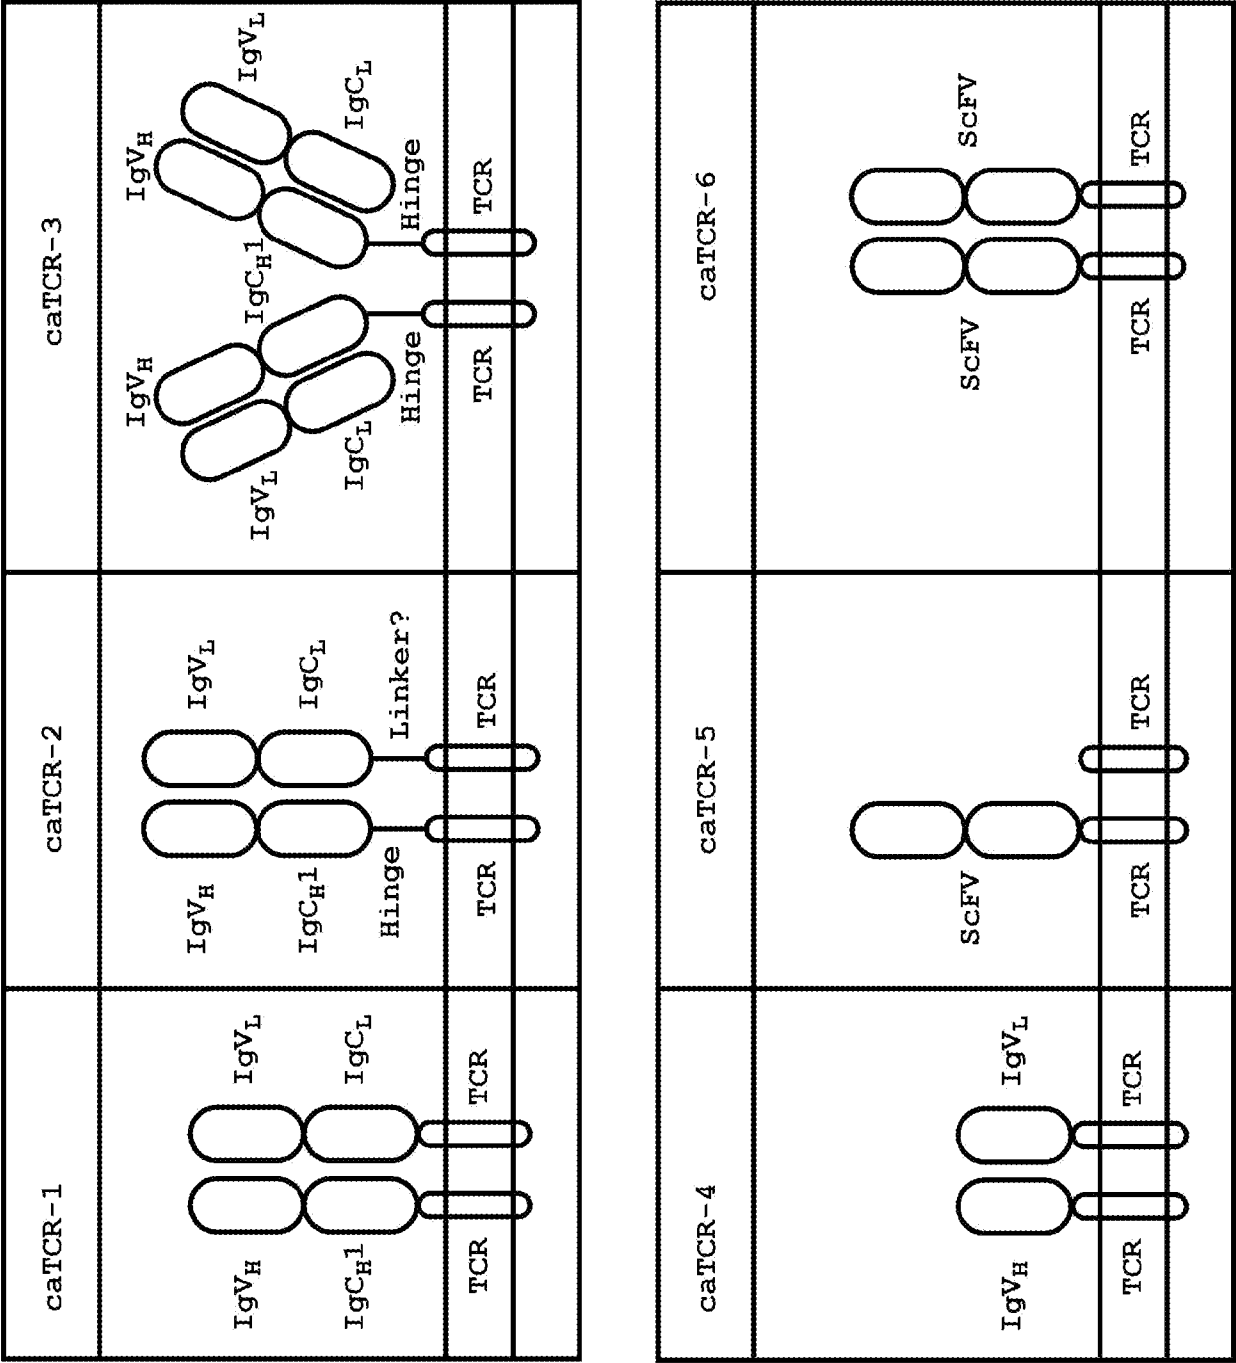 caTCR-1
IgVH
IgVL
IgCH1
IgCL
TCR
TCR
caTCR-2
IgVH
IgVL
IgCH1
IgCL
Hinge
Linker?
TCR
TCR
caTCR-3
IgVH
IgVH
IgVL
IgVL
IgCH1
IgCL
IgCL
Hinge
Hinge
TCR
TCR
caTCR-4
IgVH
IgVL
TCR
TCR
caTCR-5
ScFV
TCR
TCR
caTCR-6
ScFV
ScFV
TCR
TCR